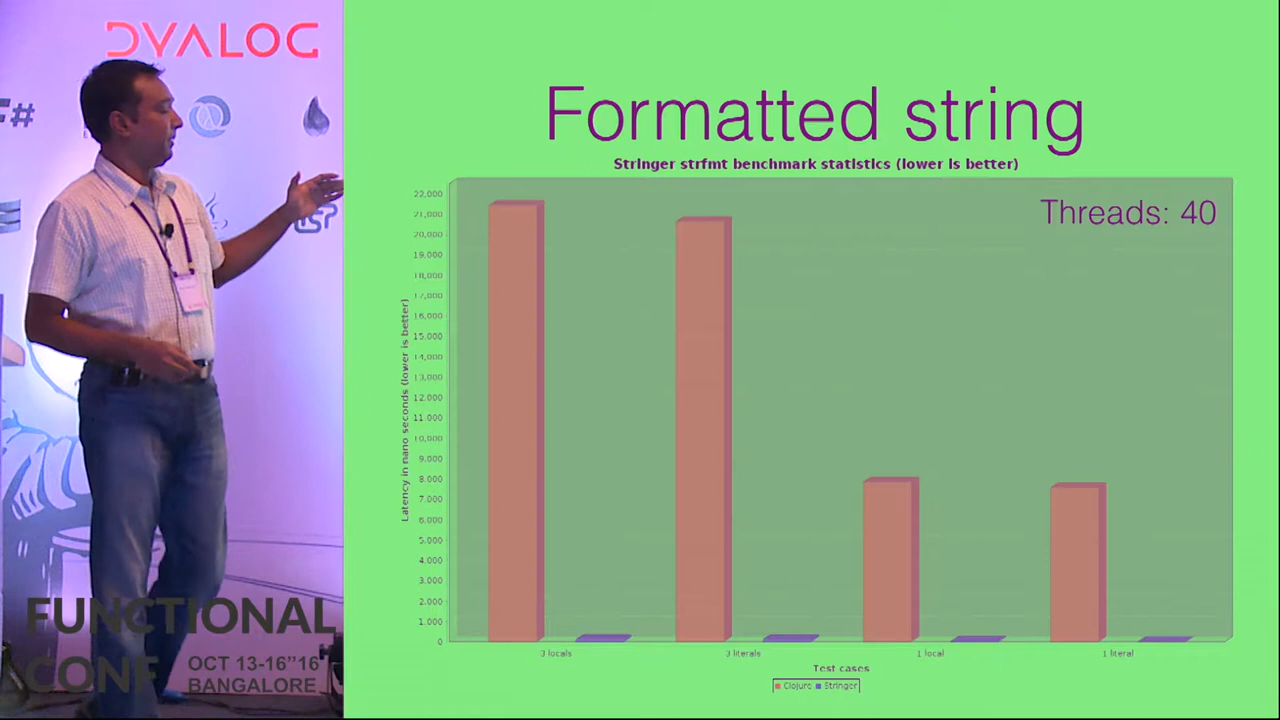 DYALOG
F#
LISP
FUNCTIONAL
CONF
OCT 13-16"16
BANGALORE
Formatted string
Stringer strfmt benchmark statistics (lower is better)
Threads: 40
Latency in nano seconds (lower is better)
22,000
21,000
20,000
19,000
18,000
17,000
16,000
15,000
14,000
13,000
12,000
11,000
10,000
9,000
8,000
7,000
6,000
5,000
4,000
3,000
2,000
1,000
0
3 locals
3 literals
1 local
1 literal
Test cases
Clojure Stringer